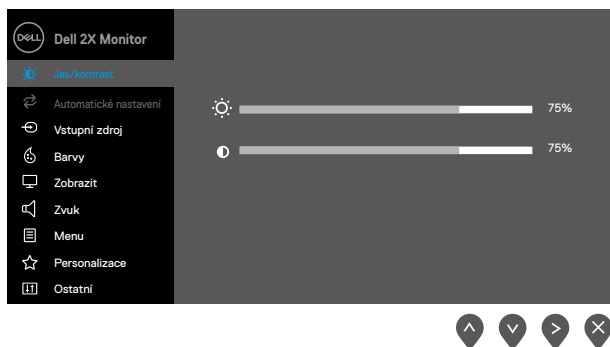 DELL Dell 2X Monitor
Jas/kontrast
Automatické nastavení
Vstupní zdroj
Barvy
Zobrazit
Zvuk
Menu
Personalizace
Ostatní
75%
75%